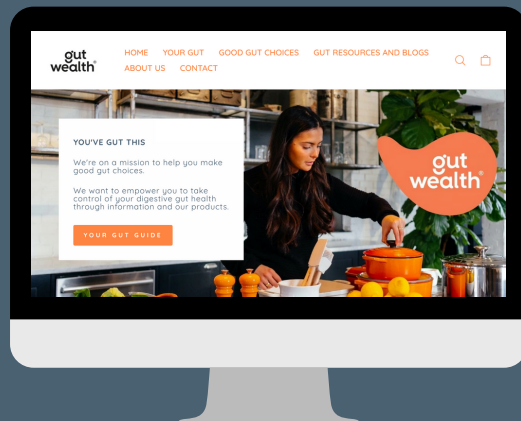 gut
wealth®
HOME YOUR GUT GOOD GUT CHOICES GUT RESOURCES AND BLOGS
ABOUT US CONTACT
YOU'VE GUT THIS
We're on a mission to help you make
good gut choices.
We want to empower you to take
control of your digestive gut health
through information and our products.
YOUR GUT GUIDE
gut
wealth®